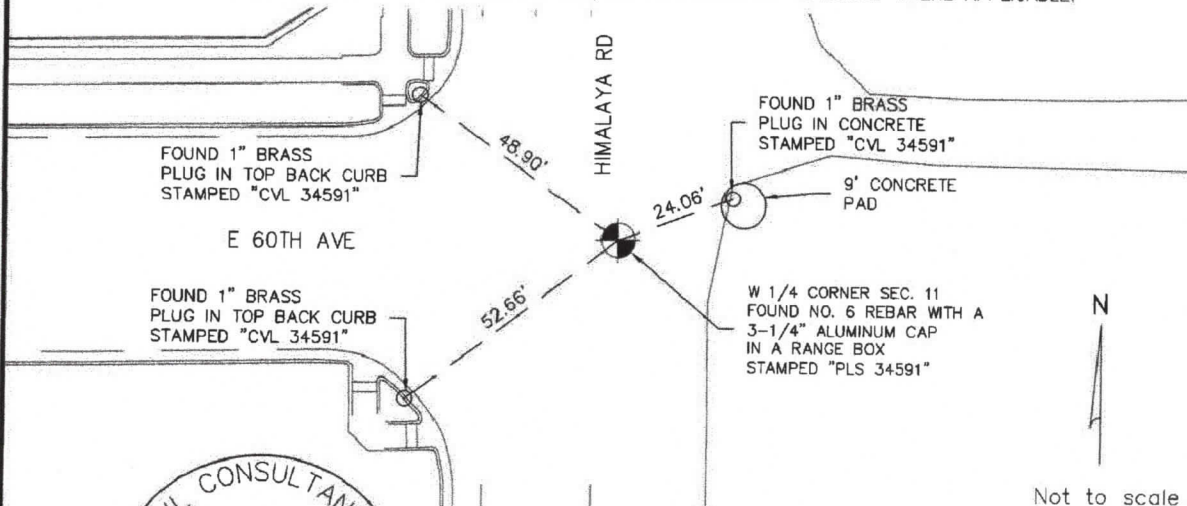 HIMALAYA RD
FOUND 1" BRASS
PLUG IN CONCRETE
STAMPED "CVL 34591"
48.90'
FOUND 1" BRASS
PLUG IN TOP BACK CURB
STAMPED "CVL 34591"
9' CONCRETE
PAD
24.06'
E 60TH AVE
FOUND 1" BRASS
PLUG IN TOP BACK CURB
STAMPED "CVL 34591"
52.66'
W 1/4 CORNER SEC. 11
FOUND NO. 6 REBAR WITH A
3-1/4" ALUMINUM CAP
IN A RANGE BOX
STAMPED "PLS 34591"
N
CONSULTAN
Not to scale